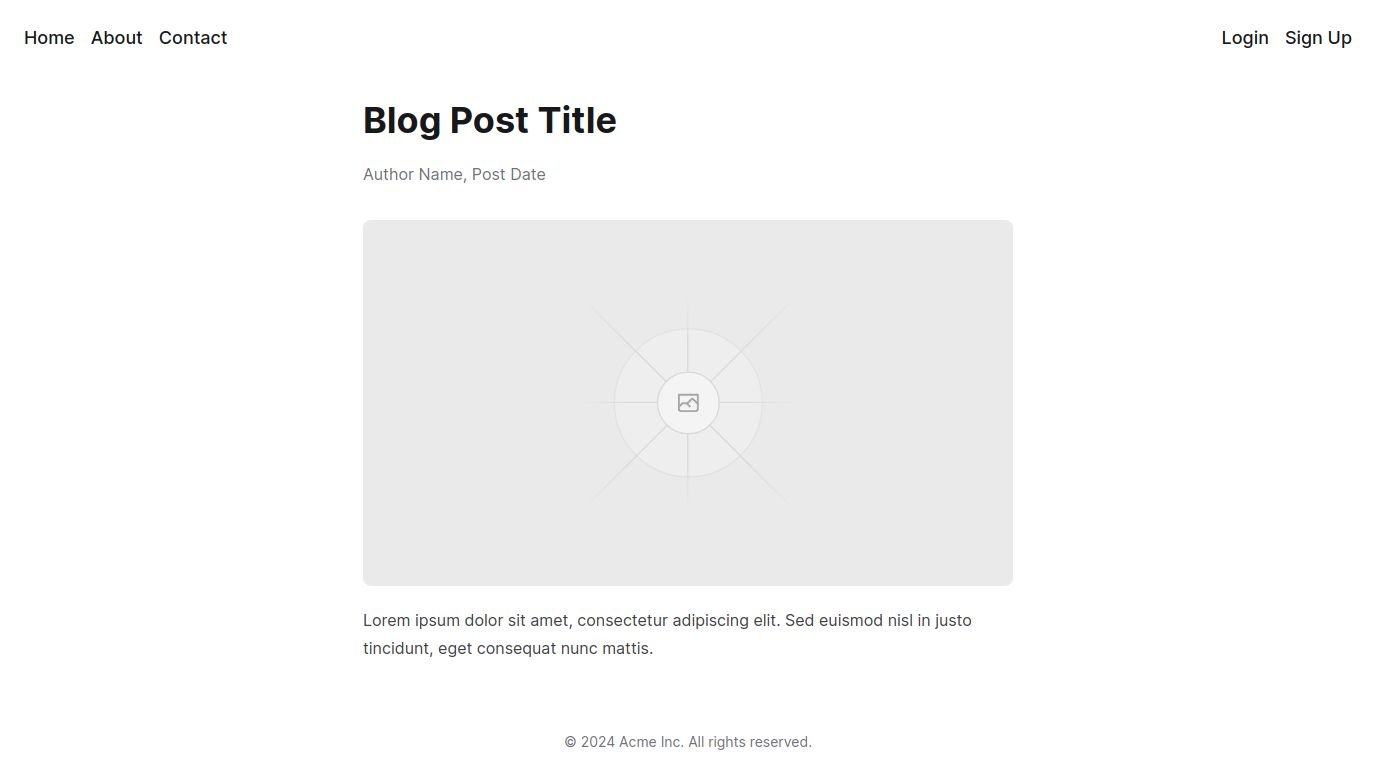 Home About Contact Login Sign Up
Blog Post Title
Author Name, Post Date
Lorem ipsum dolor sit amet, consectetur adipiscing elit. Sed euismod nisl in justo
tincidunt, eget consequat nunc mattis.
© 2024 Acme Inc. All rights reserved.